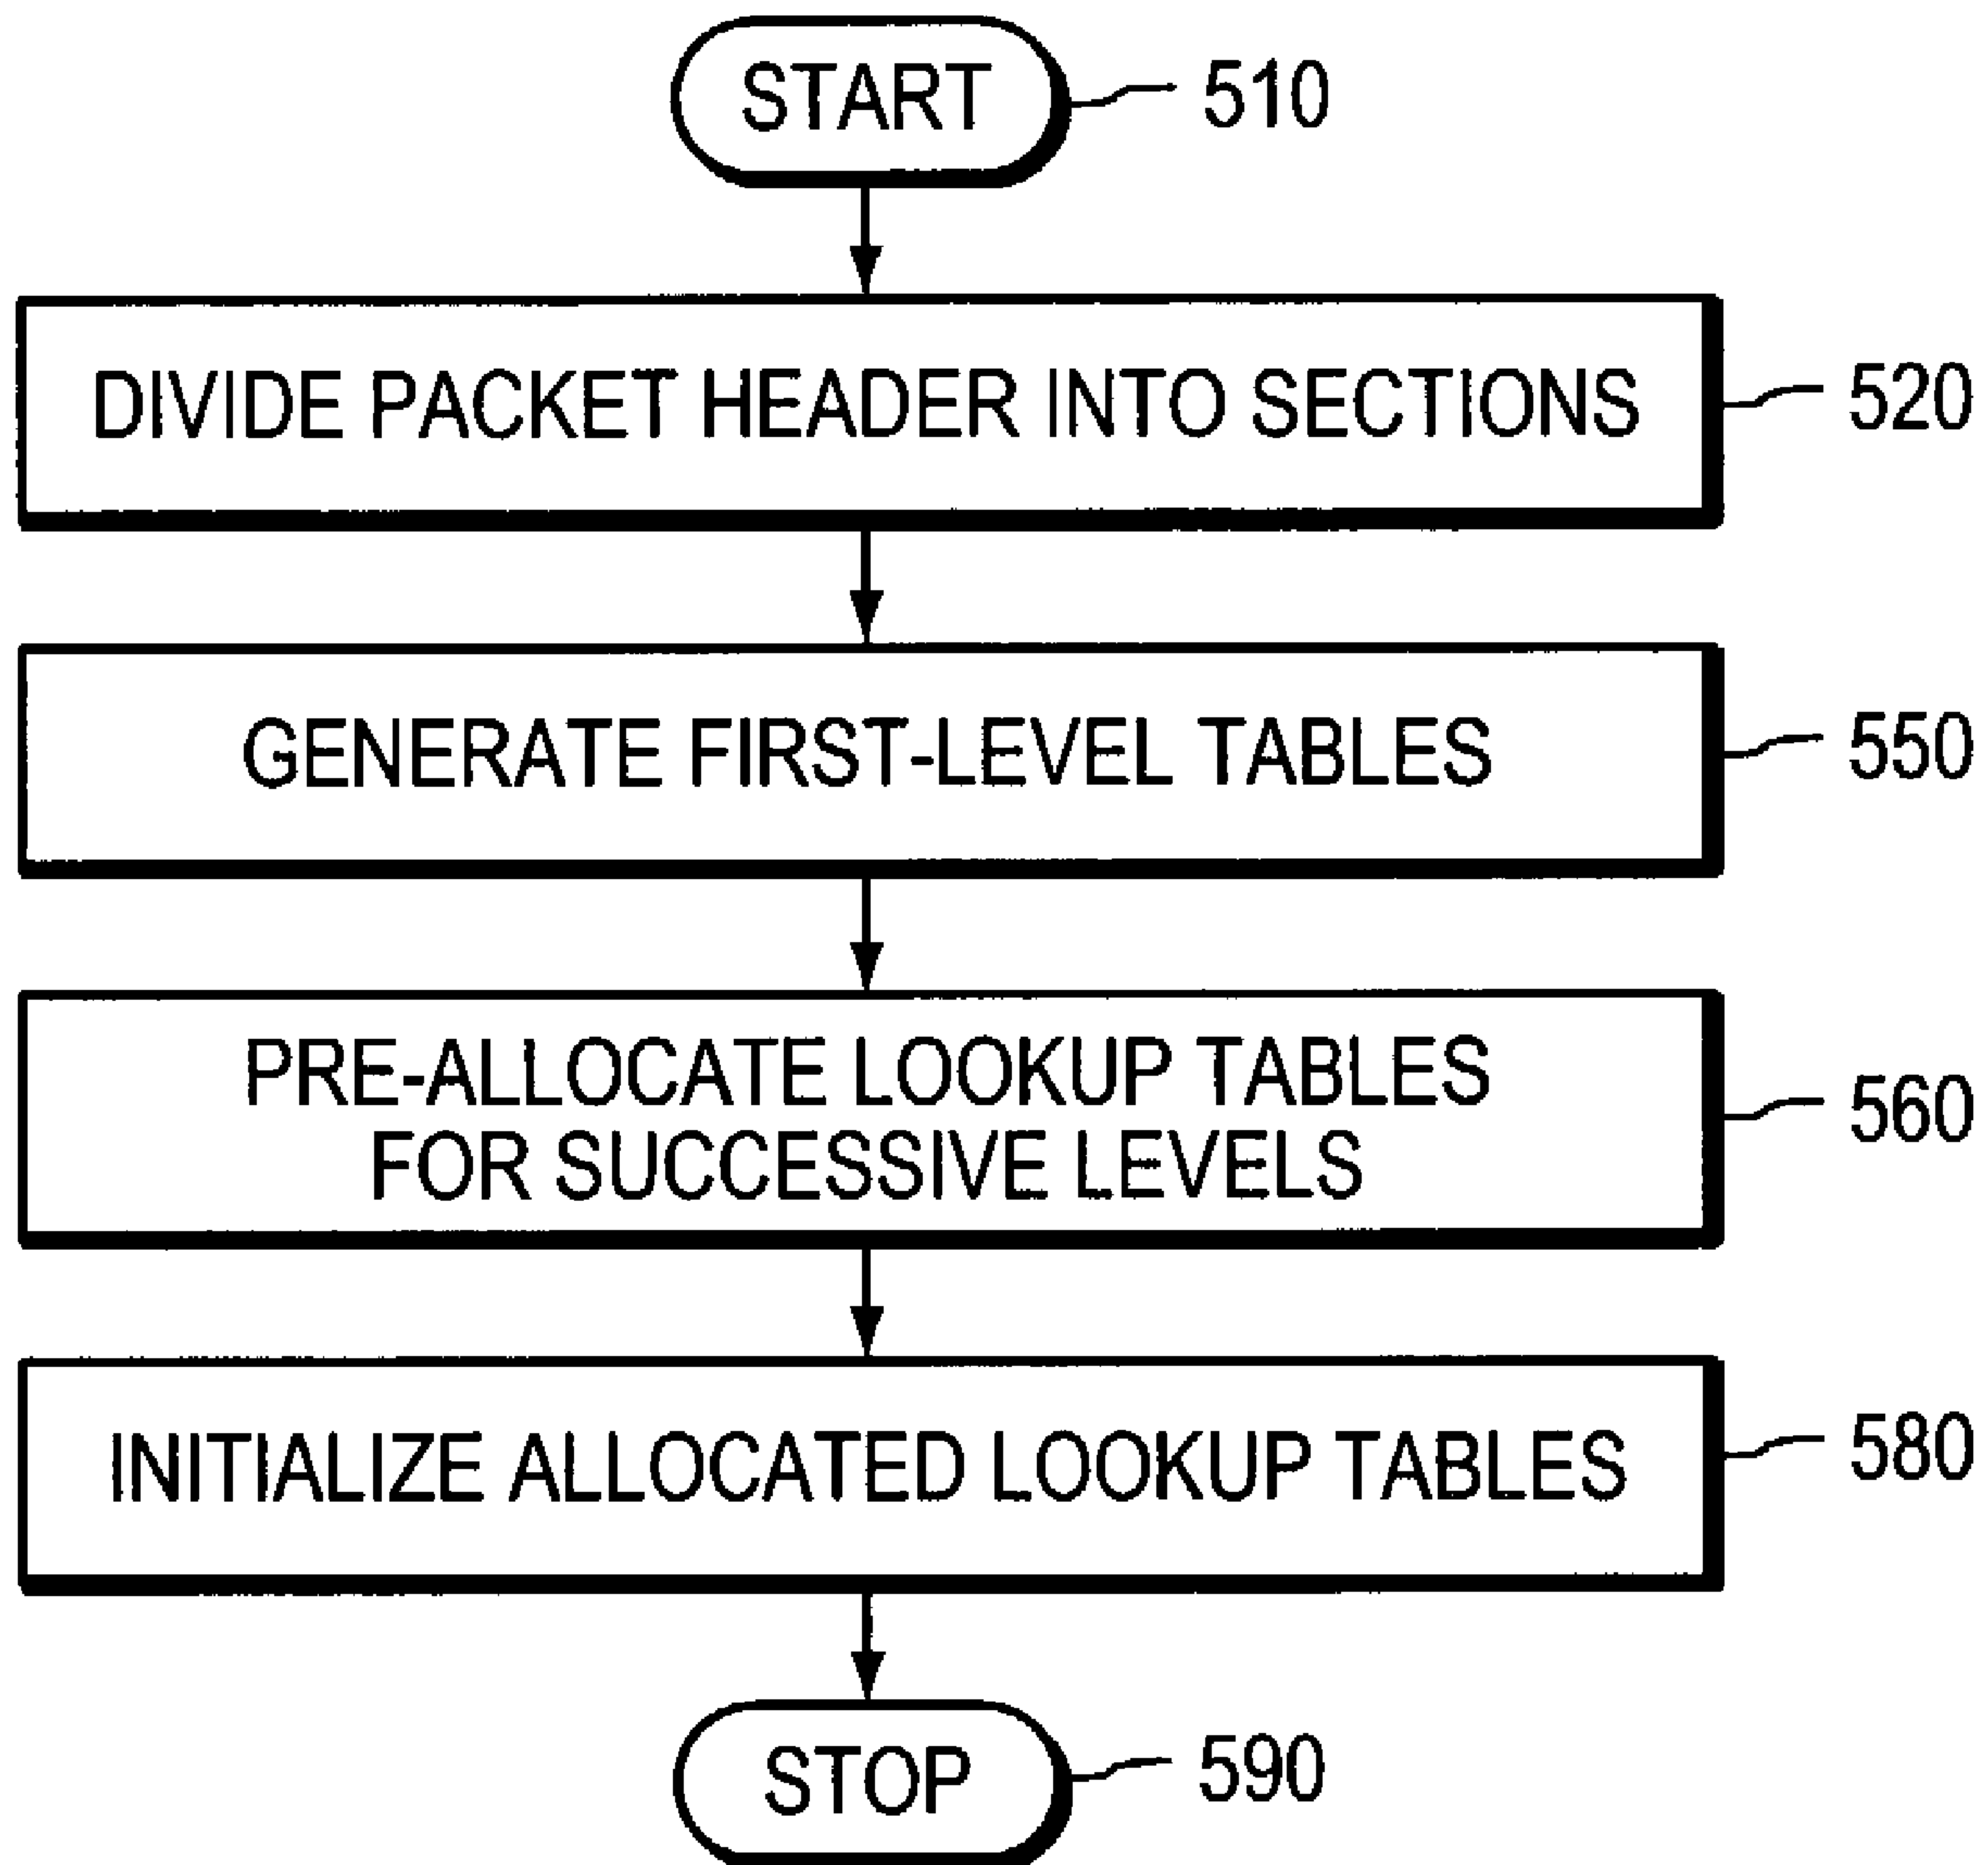 START
510
DIVIDE PACKET HEADER INTO SECTIONS
520
GENERATE FIRST-LEVEL TABLES
550
PRE-ALLOCATE LOOKUP TABLES
FOR SUCCESSIVE LEVELS
560
INITIALIZE ALLOCATED LOOKUP TABLES
580
STOP
590